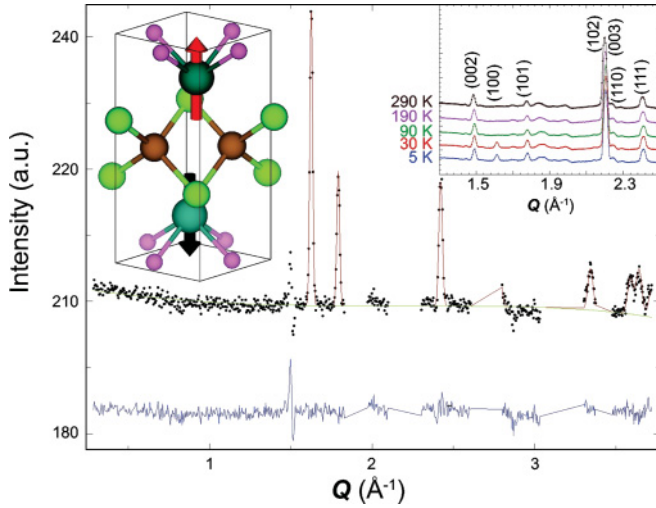 240
220
210
180
Intensity (a.u.)
1
2
3
Q (Å⁻¹)
(102)
(003)
(002)
(100)
(101)
(110)
(111)
290 K
190 K
90 K
30 K
5 K
1.5
1.9
2.3
Q (Å⁻¹)